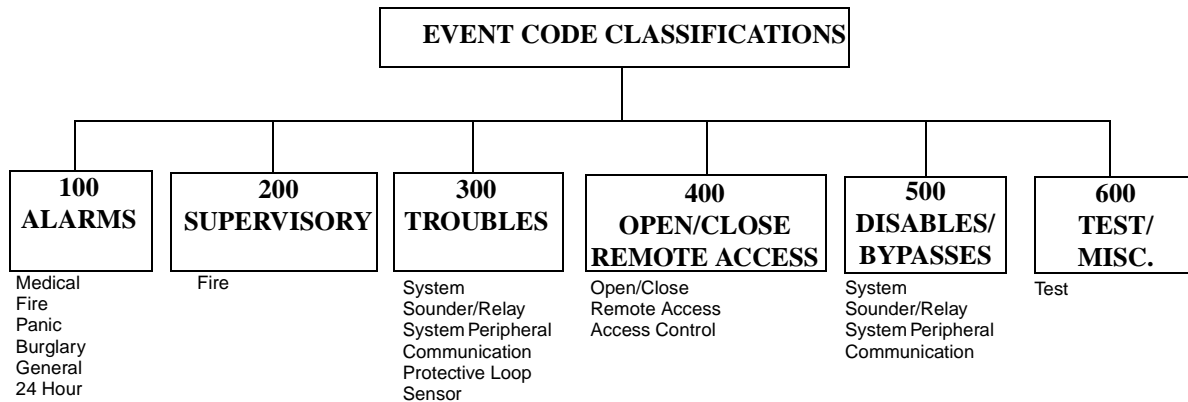 EVENT CODE CLASSIFICATIONS
100
ALARMS
Medical
Fire
Panic
Burglary
General
24 Hour
200
SUPERVISORY
Fire
300
TROUBLES
System
Sounder/Relay
System Peripheral
Communication
Protective Loop
Sensor
400
OPEN/CLOSE
REMOTE ACCESS
Open/Close
Remote Access
Access Control
500
DISABLES/
BYPASSES
System
Sounder/Relay
System Peripheral
Communication
600
TEST/
MISC.
Test